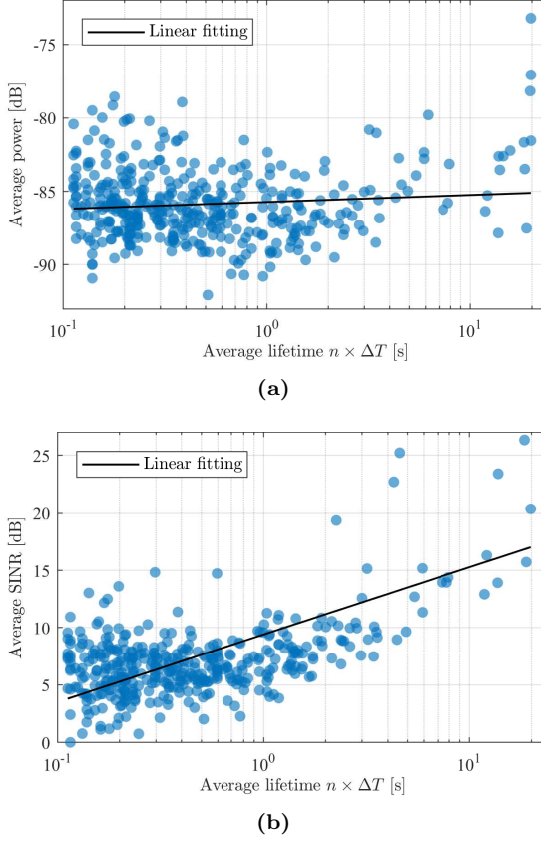 Linear fitting
-75
-80
-85
-90
Average power [dB]
10^-1 10^0 10^1
Average lifetime n × ΔT [s]
(a)
Linear fitting
25
20
15
10
5
0
Average SINR [dB]
10^-1 10^0 10^1
Average lifetime n × ΔT [s]
(b)